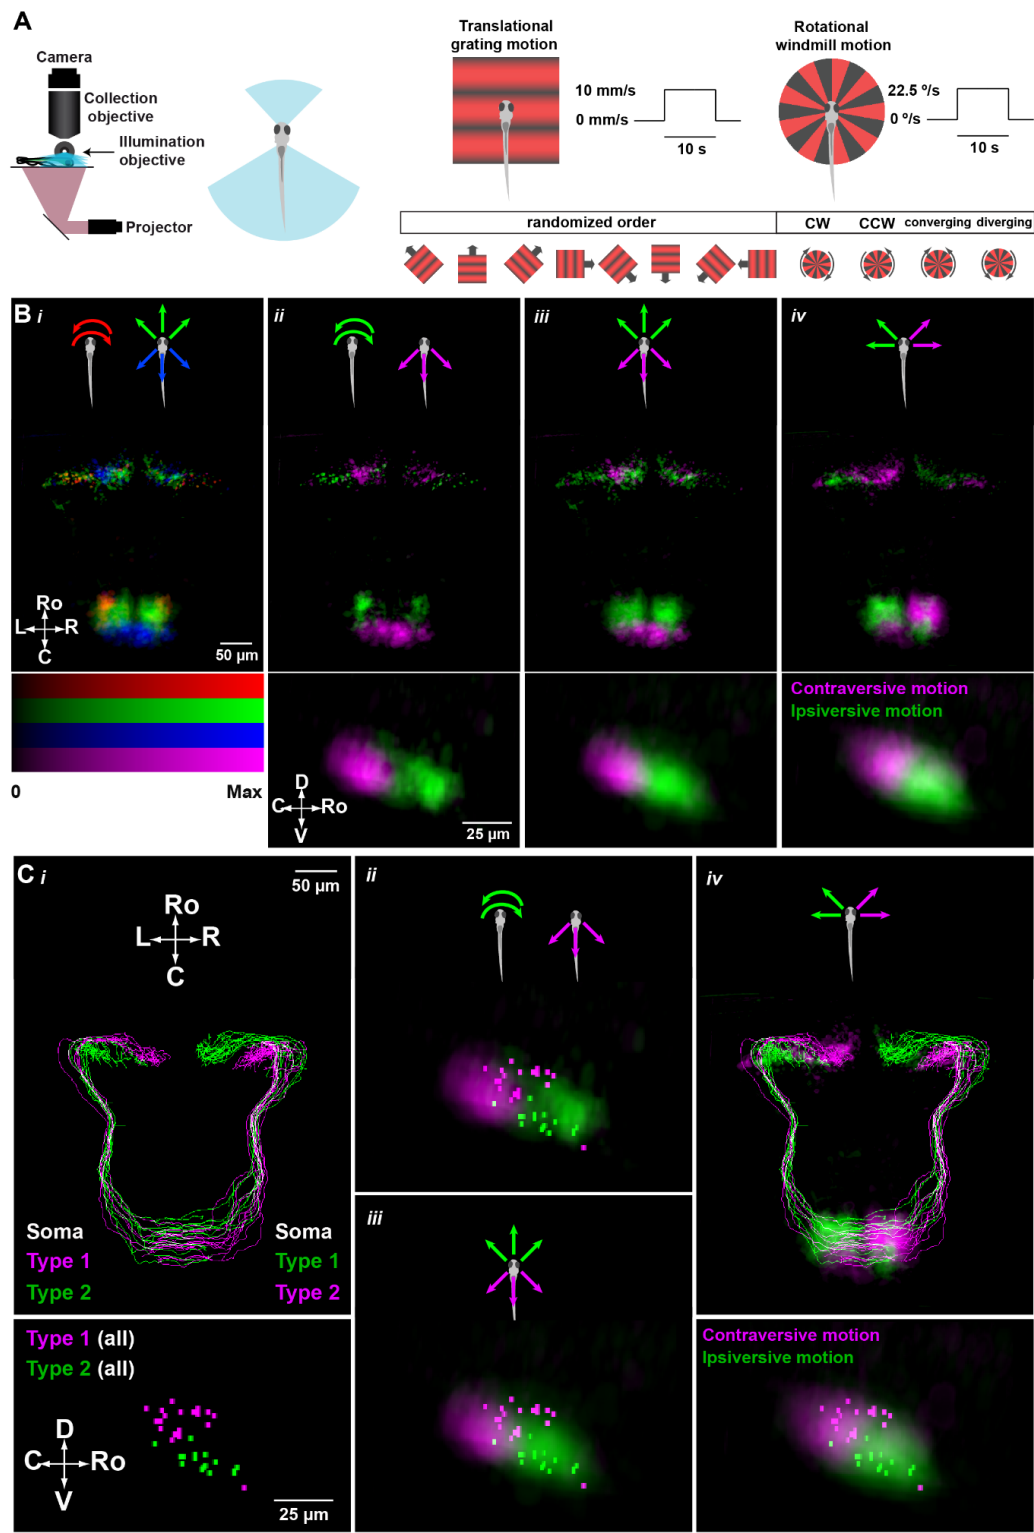 A
Camera
Collection
objective
Illumination
objective
Projector
Translational
grating motion
10 mm/s
0 mm/s
10 s
Rotational
windmill motion
22.5 º/s
0 º/s
10 s
randomized order
CW CCW converging diverging
B i
ii
iii
iv
Ro
L R
C
50 µm
0 Max
D
C Ro
V
25 µm
Contraversive motion
Ipsiversive motion
C i
50 µm
Ro
L R
C
Soma
Type 1
Type 2
Type 1
Type 2
Type 1 (all)
Type 2 (all)
D
C Ro
V
25 µm
ii
iii
iv
Contraversive motion
Ipsiversive motion